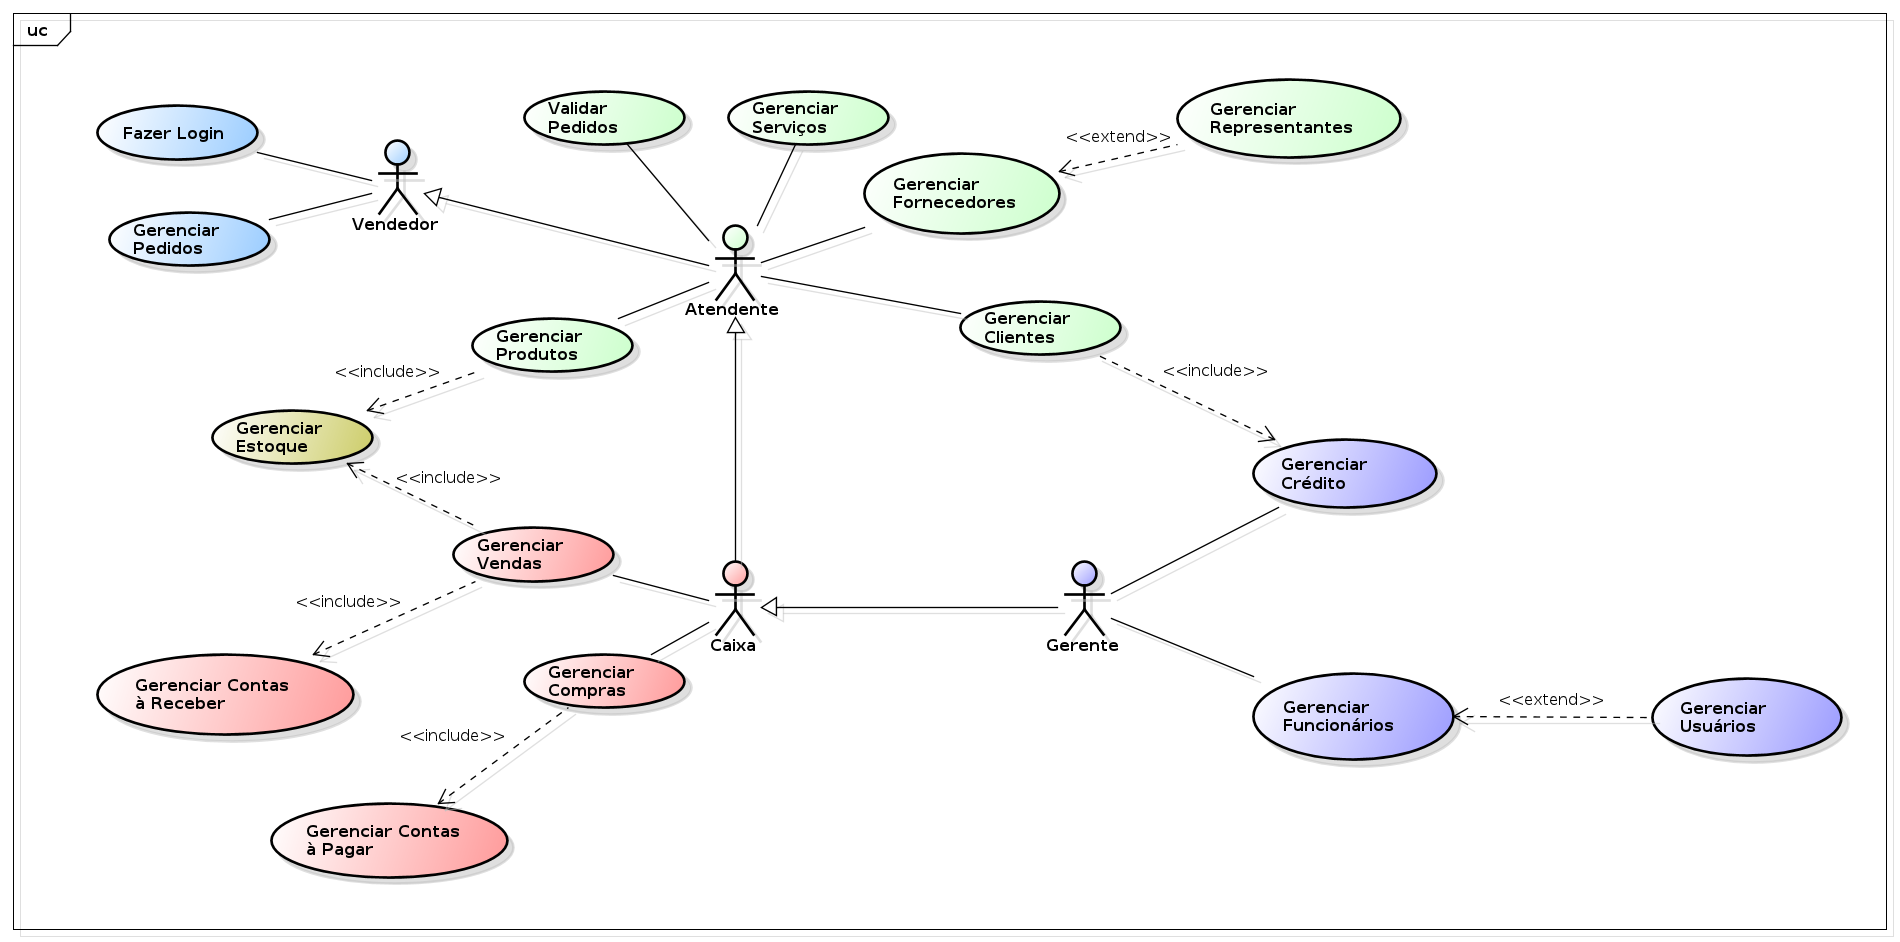 uc
Fazer Login
Gerenciar
Pedidos
Vendedor
Validar
Pedidos
Gerenciar
Serviços
Gerenciar
Fornecedores
<<extend>>
Gerenciar
Representantes
Atendente
Gerenciar
Produtos
Gerenciar
Clientes
<<include>>
<<include>>
Gerenciar
Estoque
<<include>>
Gerenciar
Crédito
Gerenciar
Vendas
<<include>>
Caixa
Gerente
Gerenciar Contas
à Receber
Gerenciar
Compras
<<include>>
Gerenciar
Funcionários
<<extend>>
Gerenciar
Usuários
Gerenciar Contas
à Pagar